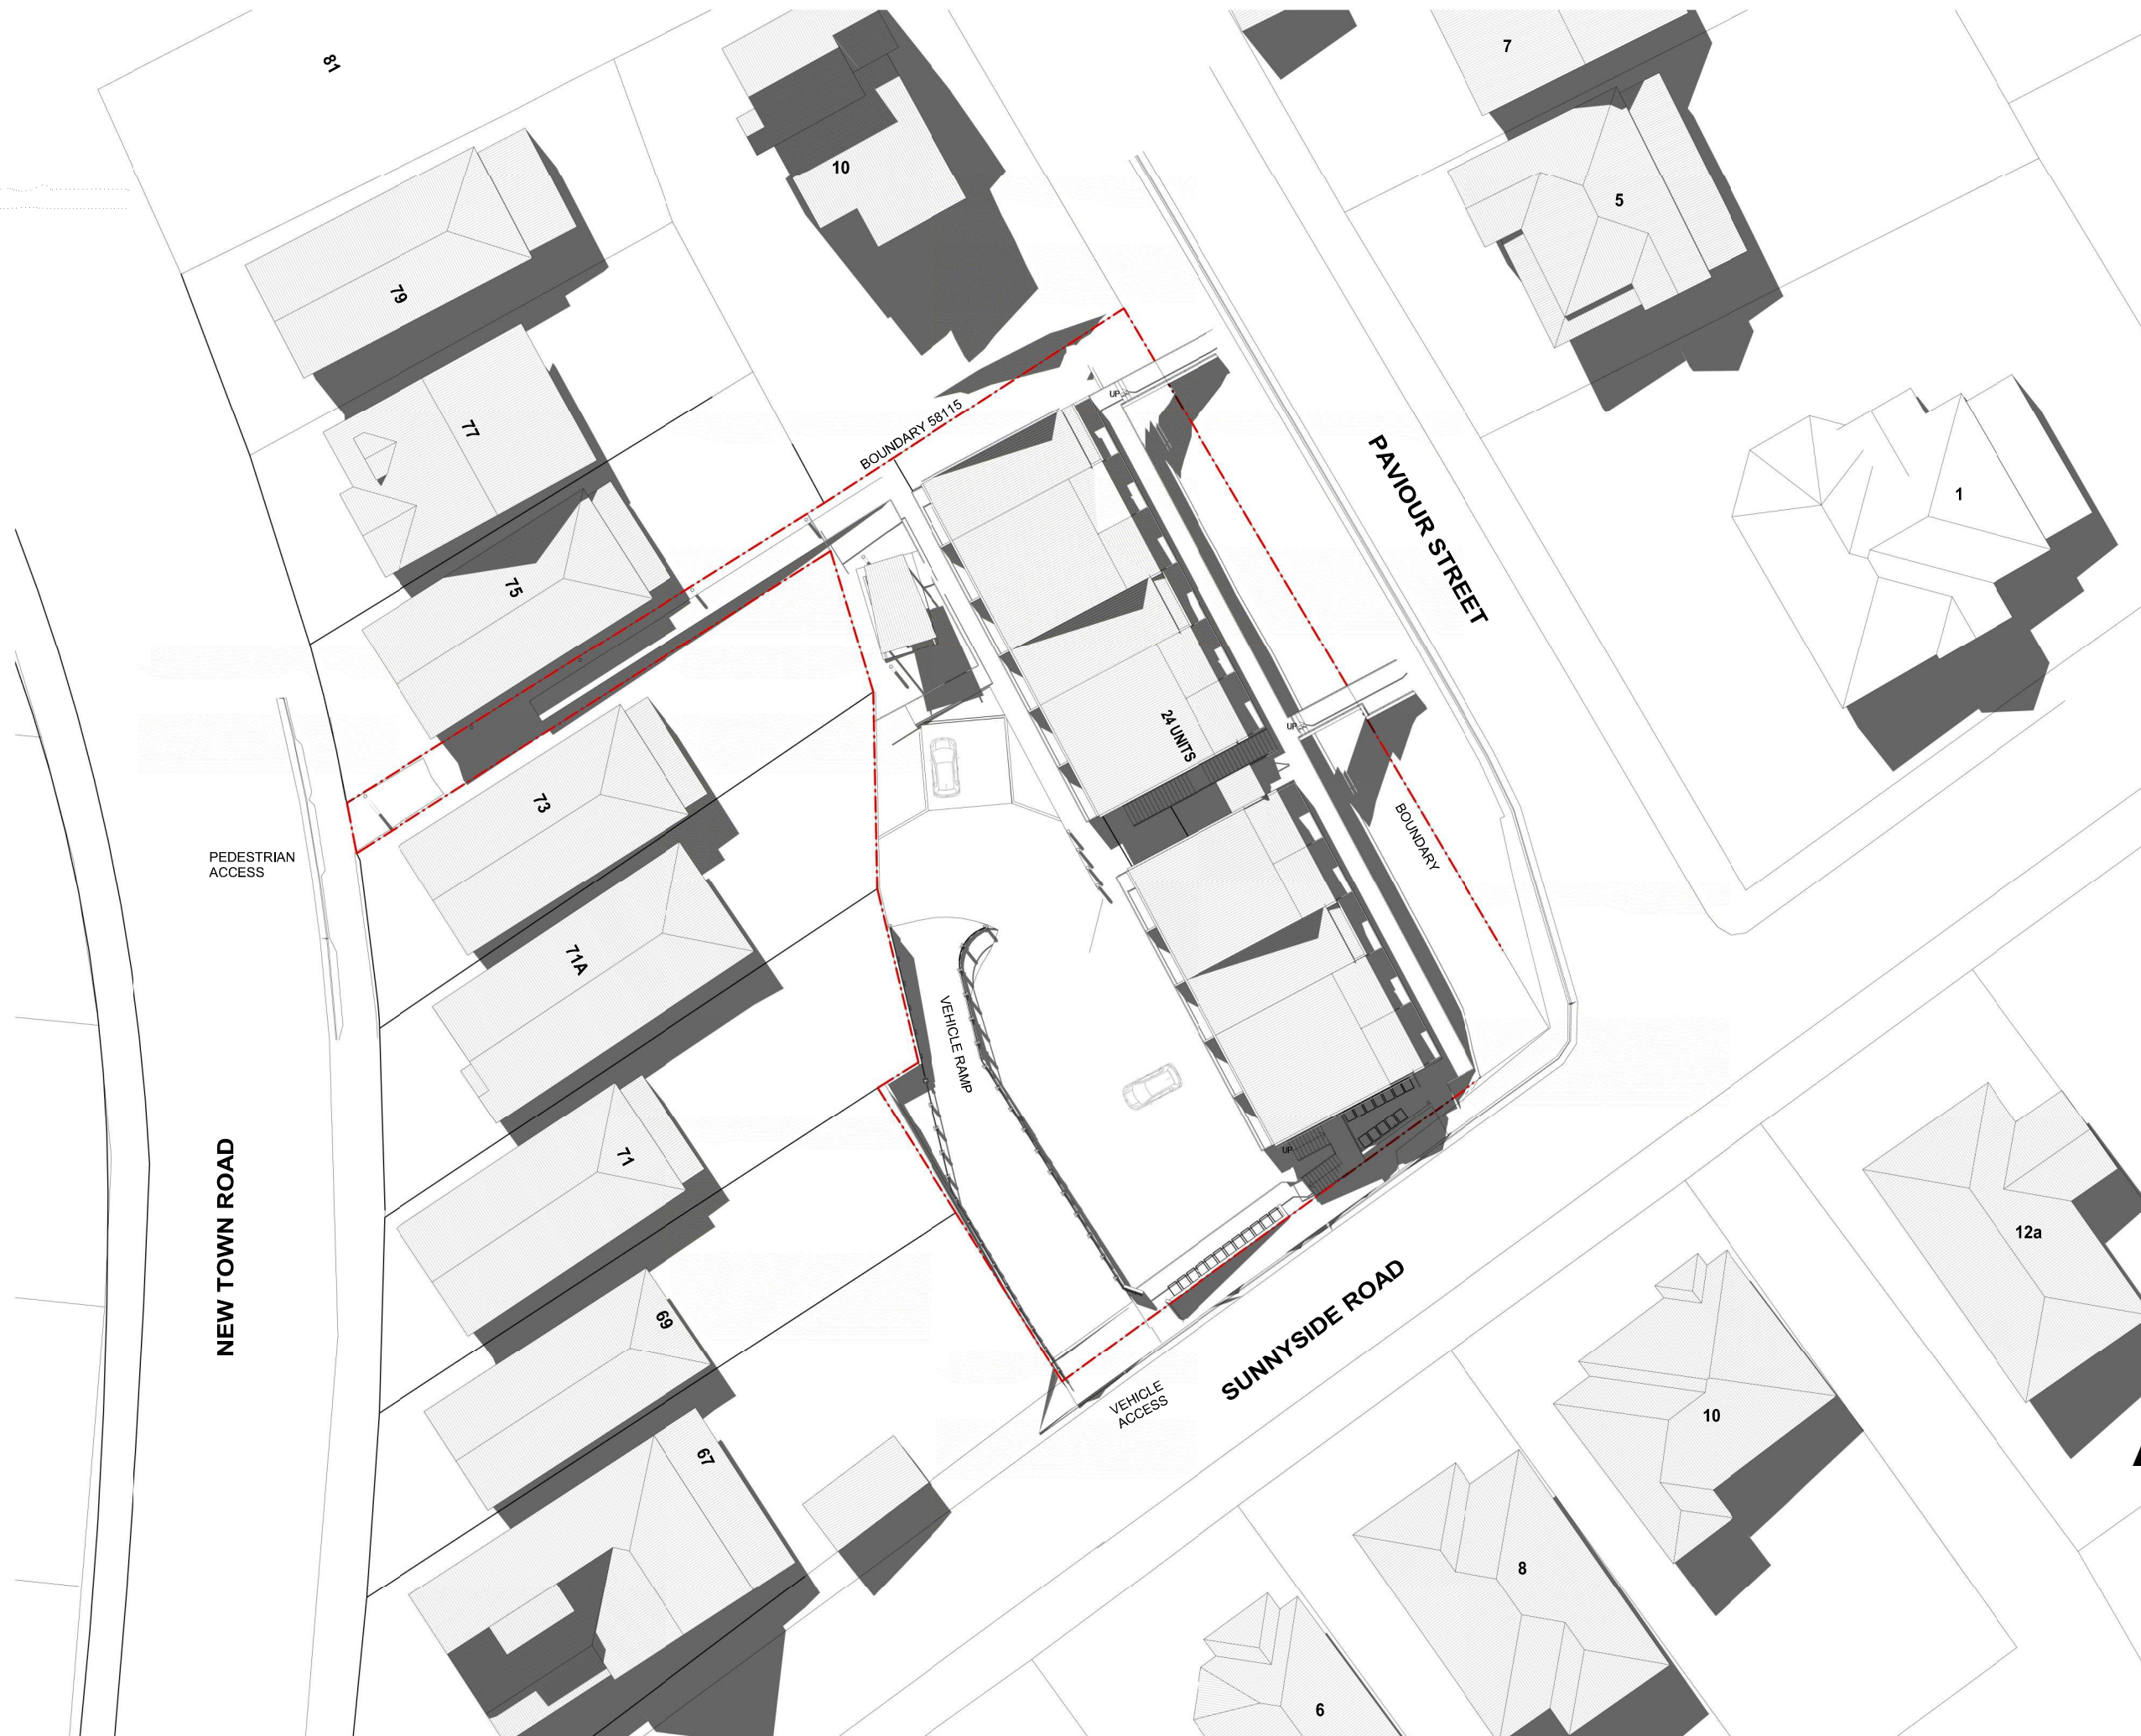 81
7
10
5
79
BOUNDARY 58115
UP
77
PAVIOUR STREET
1
75
24 UNITS
UP
73
BOUNDARY
PEDESTRIAN
ACCESS
71A
VEHICLE RAMP
71
UP
NEW TOWN ROAD
12a
69
SUNNYSIDE ROAD
VEHICLE
ACCESS
10
67
8
6